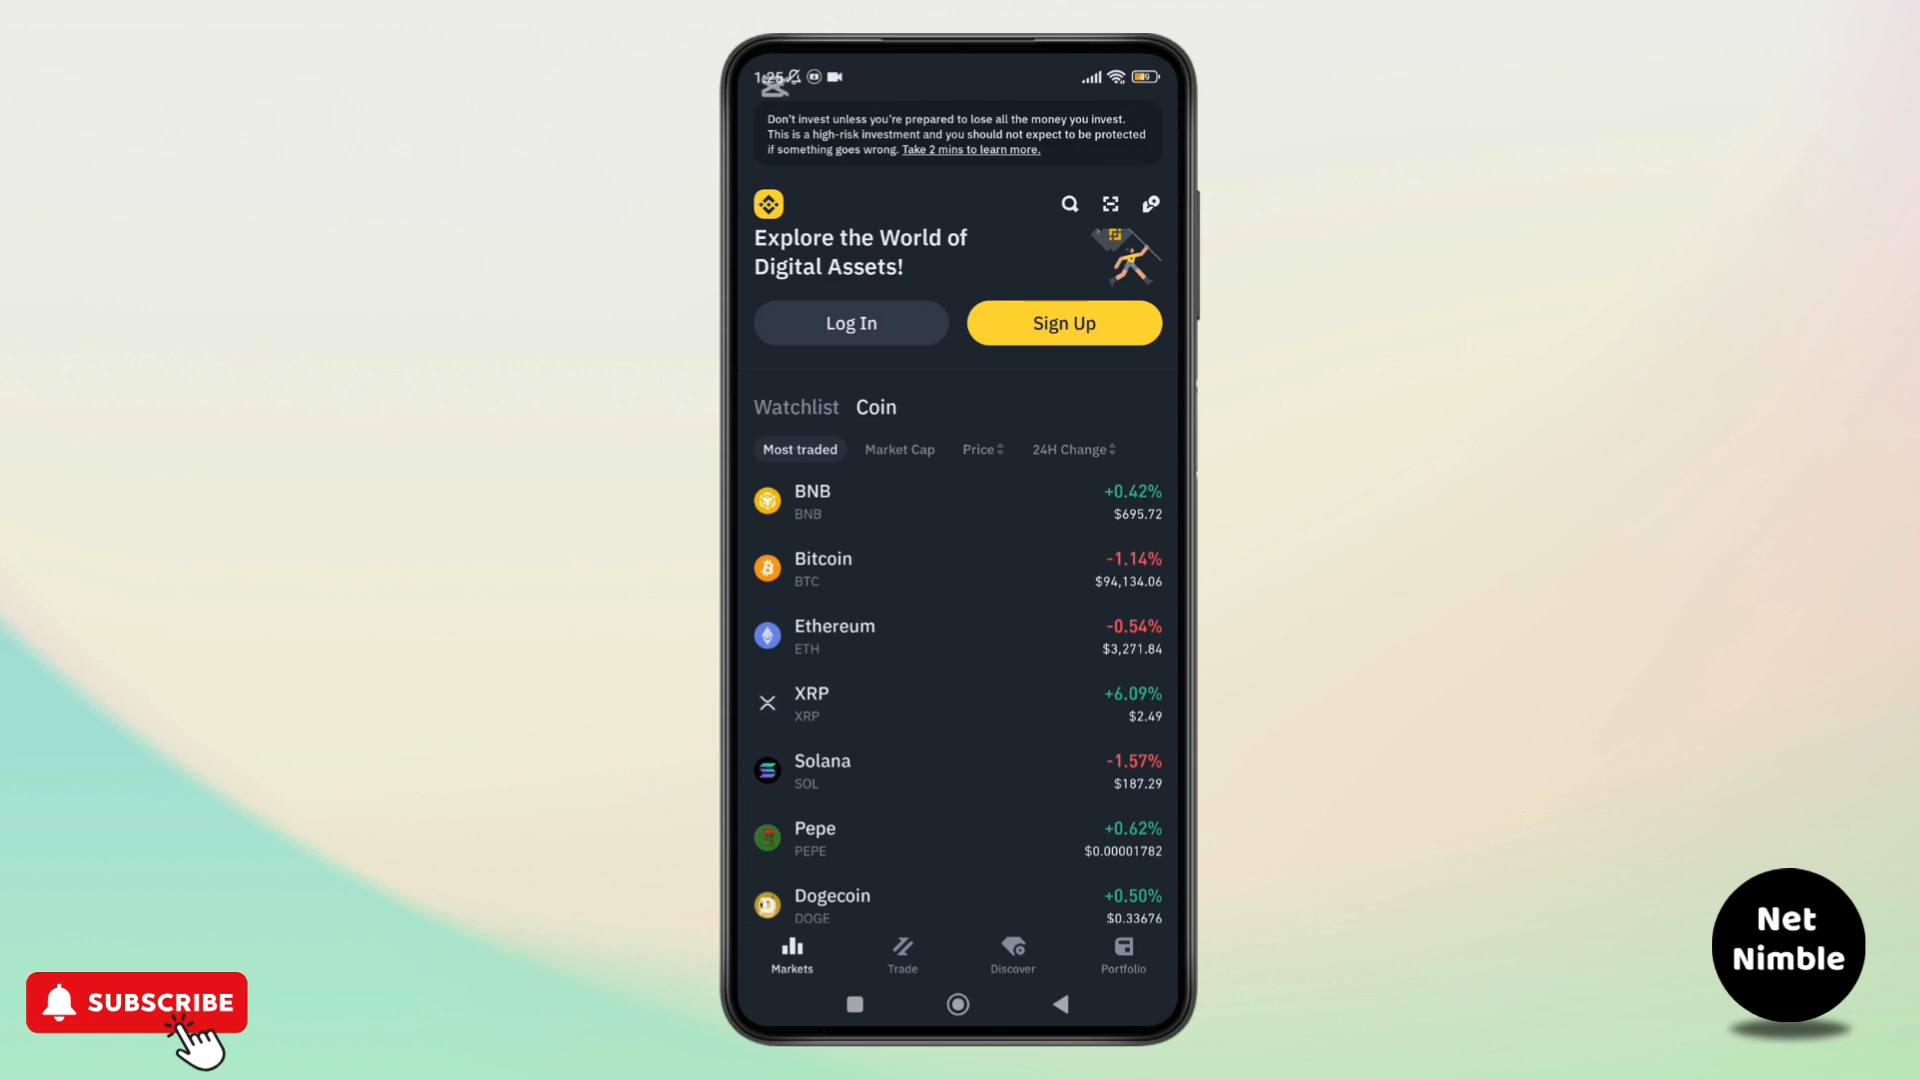 1:25
49
Don't invest unless you're prepared to lose all the money you invest.
This is a high-risk investment and you should not expect to be protected
if something goes wrong. Take 2 mins to learn more.
Explore the World of
Digital Assets!
Log In
Sign Up
Watchlist Coin
Most traded Market Cap Price 24H Change
BNB +0.42%
BNB $695.72
Bitcoin -1.14%
BTC $94,134.06
Ethereum -0.54%
ETH $3,271.84
XRP +6.09%
XRP $2.49
Solana -1.57%
SOL $187.29
Pepe +0.62%
PEPE $0.00001782
Dogecoin +0.50%
DOGE $0.33676
Markets Trade Discover Portfolio
SUBSCRIBE
Net
Nimble